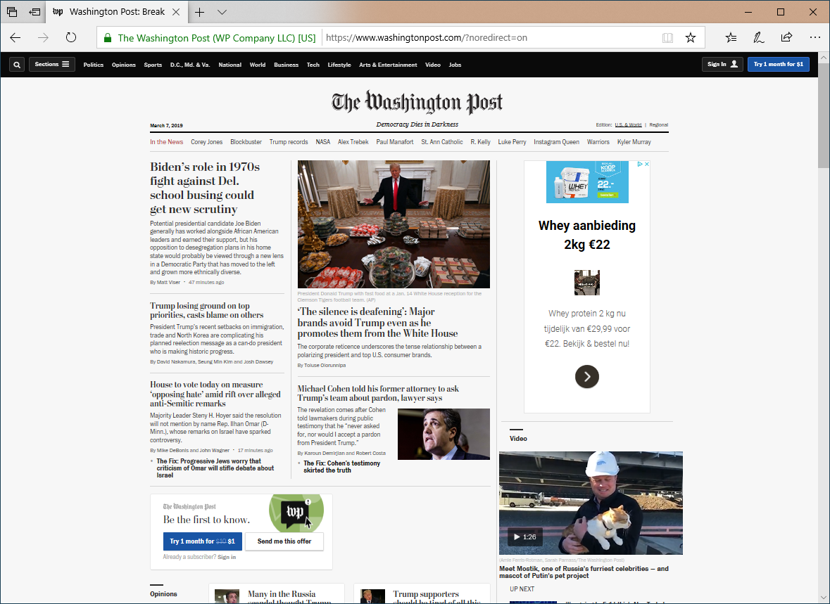 Washington Post: Break
The Washington Post (WP Company LLC) [US]
https://www.washingtonpost.com/?noredirect=on
Sections
Politics Opinions Sports D.C., Md. & Va. National World Business Tech Lifestyle Arts & Entertainment Video Jobs
Sign In
Try 1 month for $1
The Washington Post
Democracy Dies in Darkness
March 7, 2019
Edition: U.S. & World | Regional
In the News Corey Jones Blockbuster Trump records NASA Alex Trebek Paul Manafort St. Ann Catholic R. Kelly Luke Perry Instagram Queen Warriors Kyler Murray
Biden's role in 1970s
fight against Del.
school busing could
get new scrutiny
Potential presidential candidate Joe Biden
generally has worked alongside African American
leaders and earned their support, but his
opposition to desegregation plans in his home
state would probably be viewed through a new lens
in a Democratic Party that has moved to the left
and grown more ethnically diverse.
By Matt Viser • 47 minutes ago
Trump losing ground on top
priorities, casts blame on others
President Trump's recent setbacks on immigration,
trade and North Korea are complicating his
planned reelection message as a can-do president
who is making historic progress.
By David Nakamura, Seung Min Kim and Josh Dawsey
House to vote today on measure
'opposing hate' amid rift over alleged
anti-Semitic remarks
Majority Leader Steny H. Hoyer said the resolution
will not mention by name Rep. Ilhan Omar (D-
Minn.), whose remarks on Israel have sparked
controversy.
By Mike DeBonis and John Wagner • 17 minutes ago
• The Fix: Progressive Jews worry that
criticism of Omar will stifle debate about
Israel
President Donald Trump with fast food at a Jan. 14 White House reception for the
Clemson Tigers football team. (AP)
'The silence is deafening': Major
brands avoid Trump even as he
promotes them from the White House
The corporate reticence underscores the tense relationship between a
polarizing president and top U.S. consumer brands.
By Toluse Olorunnipa
Michael Cohen told his former attorney to ask
Trump's team about pardon, lawyer says
The revelation comes after Cohen
told lawmakers during public
testimony that he "never asked
for, nor would I accept a pardon
from President Trump."
By Karoun Demirjian and Robert Costa
• The Fix: Cohen's testimony
skirted the truth
WHEY
22.-
Whey aanbieding
2kg €22
Whey protein 2 kg nu
tijdelijk van €29,99 voor
€22. Bekijk & bestel nu!
Video
1:26
Meet Mostik, one of Russia's furriest celebrities — and
mascot of Putin's pet project
UP NEXT
The Washington Post
Be the first to know.
wp
Try 1 month for $10 $1
Send me this offer
Already a subscriber? Sign in
Opinions
Many in the Russia
Trump supporters